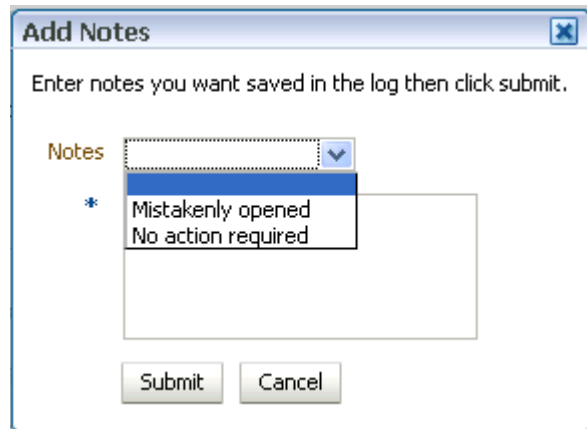 Add Notes
Enter notes you want saved in the log then click submit.
Notes
*
Mistakenly opened
No action required
Submit Cancel